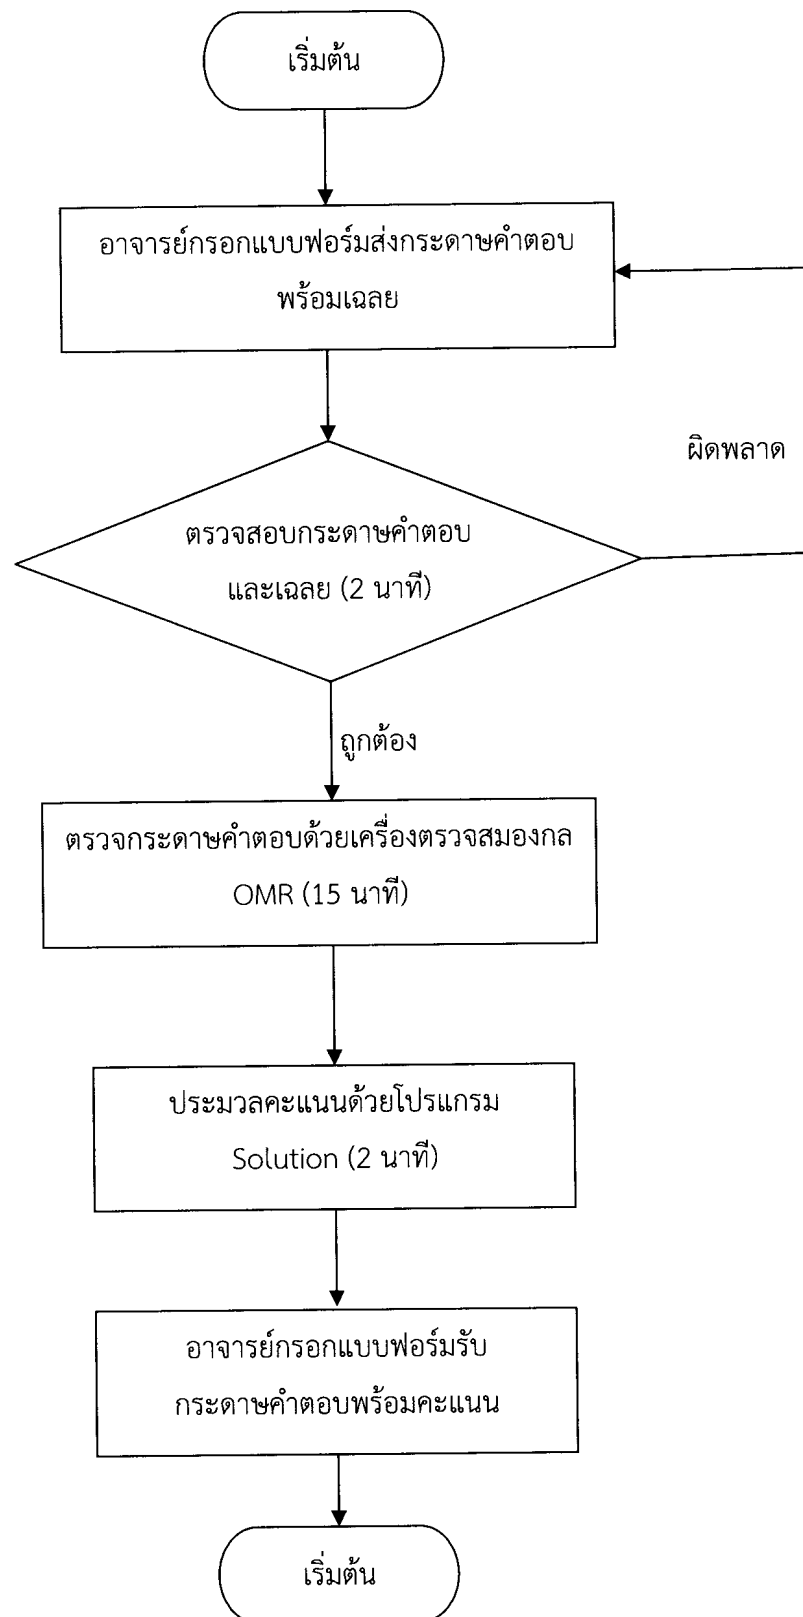 เริ่มต้น
อาจารย์กรอกแบบฟอร์มส่งกระดาษคำตอบ
พร้อมเฉลย
ผิดพลาด
ตรวจสอบกระดาษคำตอบ
และเฉลย (2 นาที)
ถูกต้อง
ตรวจกระดาษคำตอบด้วยเครื่องตรวจสมองกล
OMR (15 นาที)
ประมวลคะแนนด้วยโปรแกรม
Solution (2 นาที)
อาจารย์กรอกแบบฟอร์มรับ
กระดาษคำตอบพร้อมคะแนน
เริ่มต้น